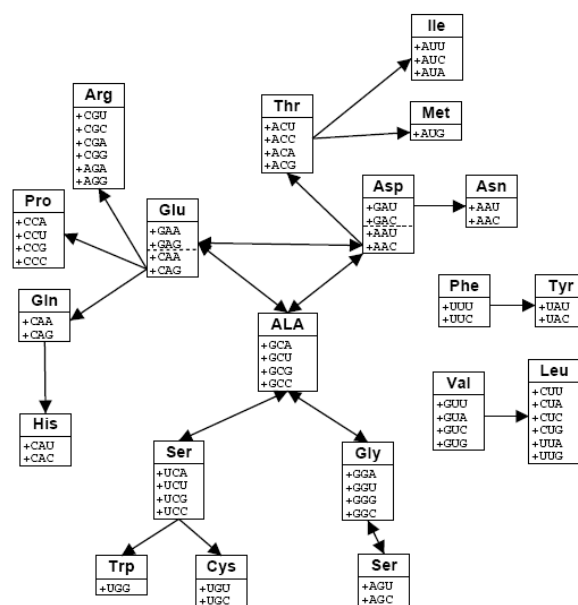 Ile
+AUU
+AUC
+AUA
Arg
+CGU
+CGC
+CGA
+CGG
+AGA
+AGG
Thr
+ACU
+ACC
+ACA
+ACG
Met
+AUG
Pro
+CCA
+CCU
+CCG
+CCC
Glu
+GAA
+GAG
+CAA
+CAG
Asp
+GAU
+GAC
+AAU
+AAC
Asn
+AAU
+AAC
Gln
+CAA
+CAG
ALA
+GCA
+GCU
+GCG
+GCC
Phe
+UUU
+UUC
Tyr
+UAU
+UAC
His
+CAU
+CAC
Val
+GUU
+GUA
+GUC
+GUG
Leu
+CUU
+CUA
+CUC
+CUG
+UUA
+UUG
Ser
+UCA
+UCU
+UCG
+UCC
Gly
+GGA
+GGU
+GGG
+GGC
Trp
+UGG
Cys
+UGU
+UGC
Ser
+AGU
+AGC